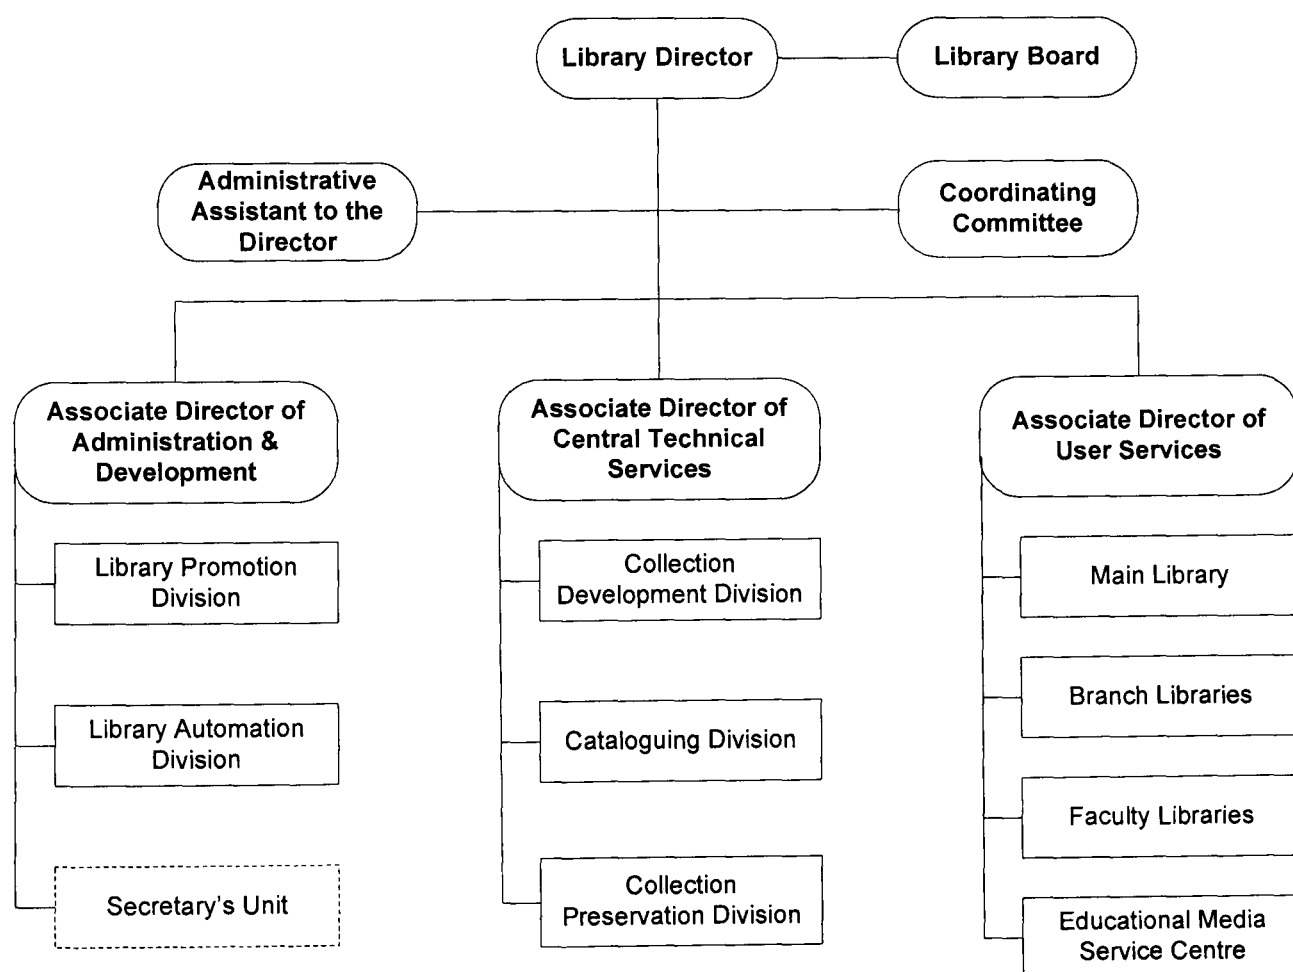 Library Director
Library Board
Administrative
Assistant to the
Director
Coordinating
Committee
Associate Director of
Administration &
Development
Associate Director of
Central Technical
Services
Associate Director of
User Services
Library Promotion
Division
Library Automation
Division
Secretary's Unit
Collection
Development Division
Cataloguing Division
Collection
Preservation Division
Main Library
Branch Libraries
Faculty Libraries
Educational Media
Service Centre